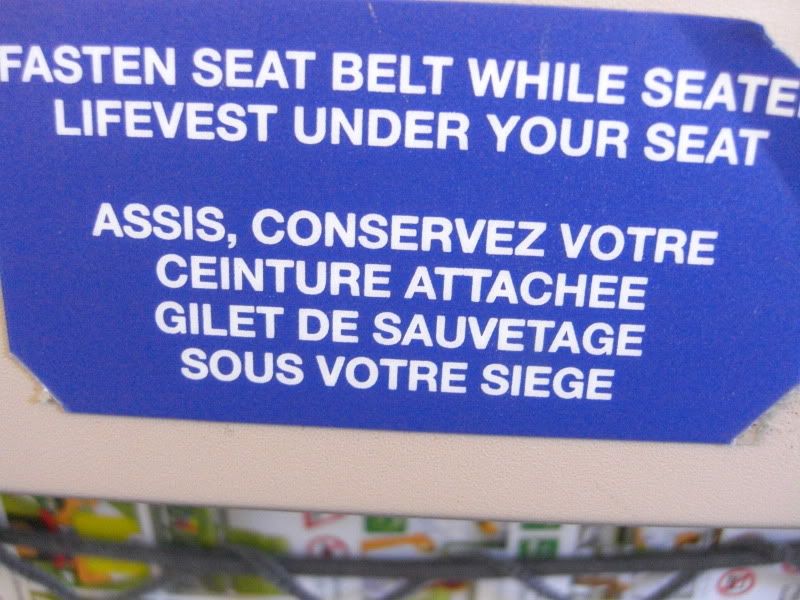 FASTEN SEAT BELT WHILE SEATE
LIFEVEST UNDER YOUR SEAT
ASSIS, CONSERVEZ VOTRE
CEINTURE ATTACHEE
GILET DE SAUVETAGE
SOUS VOTRE SIEGE